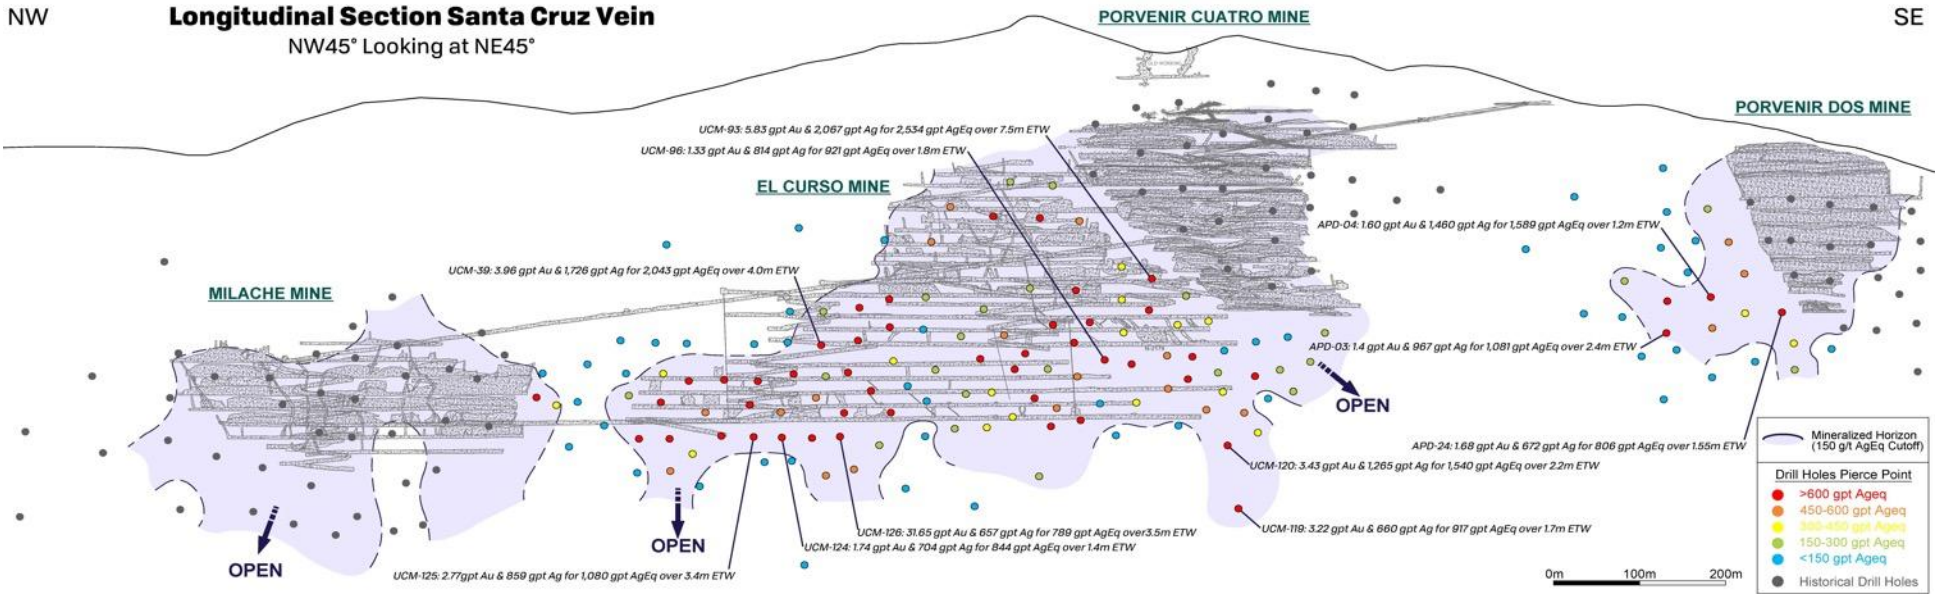 NW
Longitudinal Section Santa Cruz Vein
NW45° Looking at NE45°
PORVENIR CUATRO MINE
SE
OLD WORKING
PORVENIR DOS MINE
UCM-93: 5.83 gpt Au & 2,067 gpt Ag for 2,534 gpt AgEq over 7.5m ETW
UCM-96: 1.33 gpt Au & 814 gpt Ag for 921 gpt AgEq over 1.8m ETW
EL CURSO MINE
APD-04: 1.60 gpt Au & 1,460 gpt Ag for 1,589 gpt AgEq over 1.2m ETW
UCM-39: 3.96 gpt Au & 1,726 gpt Ag for 2,043 gpt AgEq over 4.0m ETW
MILACHE MINE
APD-03: 1.4 gpt Au & 967 gpt Ag for 1,081 gpt AgEq over 2.4m ETW
OPEN
APD-24: 1.68 gpt Au & 672 gpt Ag for 806 gpt AgEq over 1.55m ETW
UCM-120: 3.43 gpt Au & 1,265 gpt Ag for 1,540 gpt AgEq over 2.2m ETW
UCM-119: 3.22 gpt Au & 660 gpt Ag for 917 gpt AgEq over 1.7m ETW
UCM-126: 31.65 gpt Au & 657 gpt Ag for 789 gpt AgEq over3.5m ETW
OPEN
UCM-124: 1.74 gpt Au & 704 gpt Ag for 844 gpt AgEq over 1.4m ETW
OPEN
UCM-125: 2.77gpt Au & 859 gpt Ag for 1,080 gpt AgEq over 3.4m ETW
0m 100m 200m
Mineralized Horizon
(150 g/t AgEq Cutoff)
Drill Holes Pierce Point
>600 gpt Ageq
450-600 gpt Ageq
300-450 gpt Ageq
150-300 gpt Ageq
<150 gpt Ageq
Historical Drill Holes